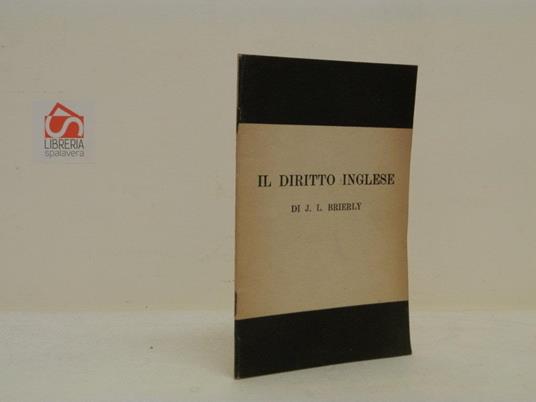 LIBRERIA
spalavera
IL DIRITTO INGLESE
DI J. L. BRIERLY